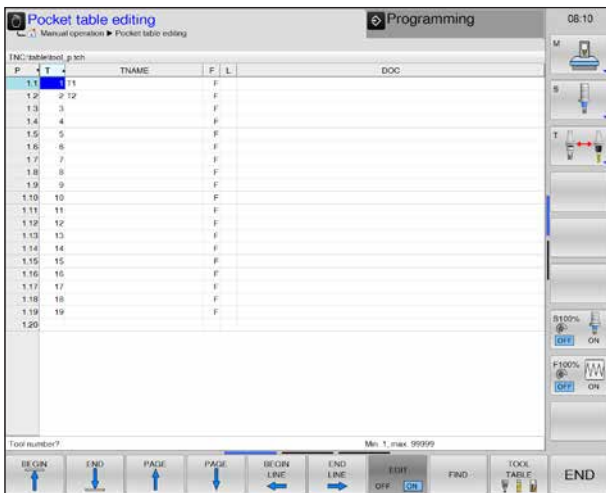 Pocket table editing
Programming
08:10
Manual operation ► Pocket table editing
TNC:\table\tool_p.tch
P T TNAME F L DOC
1.1 1 T1 F
1.2 2 T2 F
1.3 3 F
1.4 4 F
1.5 5 F
1.6 6 F
1.7 7 F
1.8 8 F
1.9 9 F
1.10 10 F
1.11 11 F
1.12 12 F
1.13 13 F
1.14 14 F
1.15 15 F
1.16 16 F
1.17 17 F
1.18 18 F
1.19 19 F
1.20
Tool number? Min. 1, max. 99999
M
S
T
S100%
OFF ON
F100%
OFF ON
BEGIN
END
PAGE
PAGE
BEGIN LINE
END LINE
EDIT
OFF ON
FIND
TOOL TABLE
END